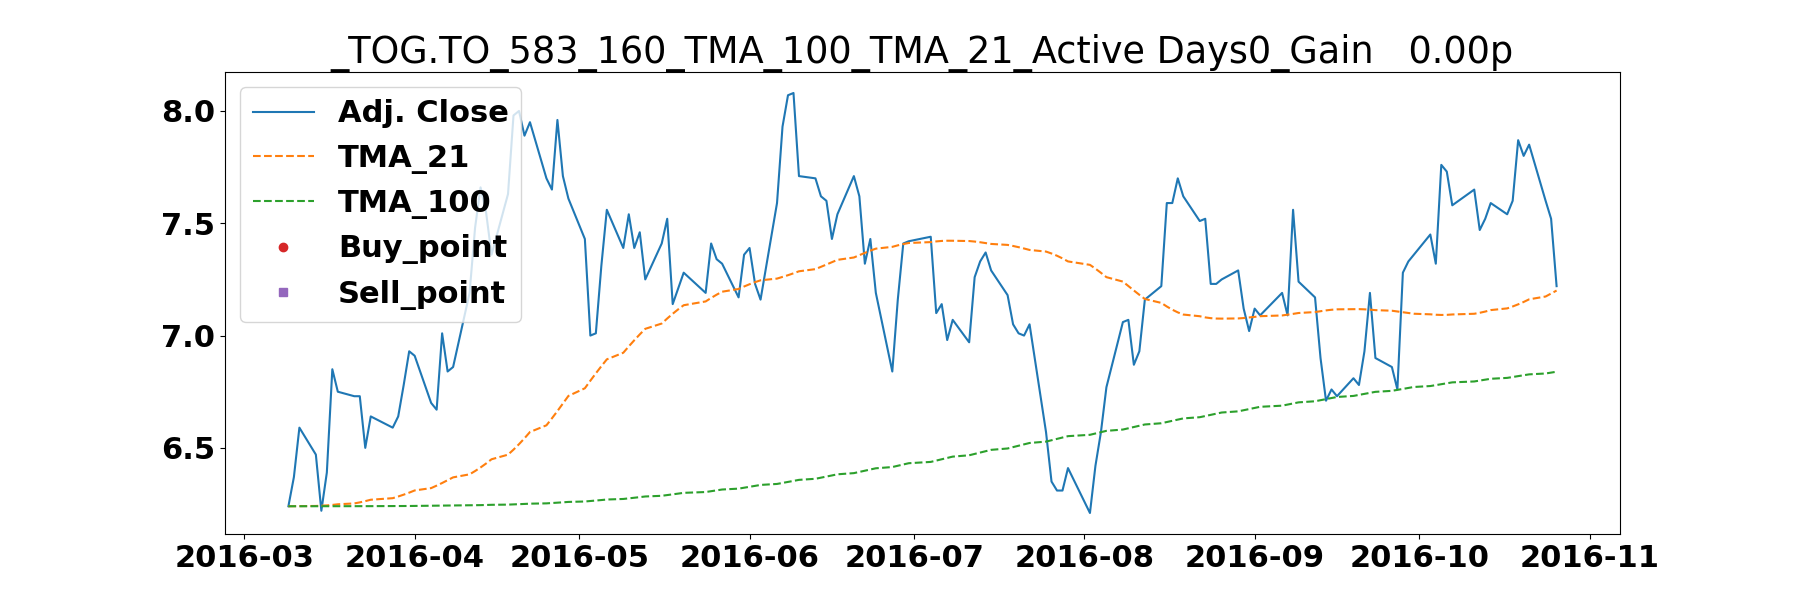 _TOG.TO_583_160_TMA_100_TMA_21_Active Days0_Gain   0.00p
8.0
7.5
7.0
6.5
Adj. Close
TMA_21
TMA_100
Buy_point
Sell_point
2016-03 2016-04 2016-05 2016-06 2016-07 2016-08 2016-09 2016-10 2016-11